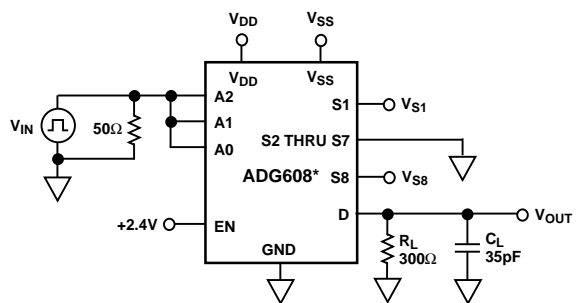 VDD VSS
VDD VSS
VIN
50Ω
A2
A1
A0
S1 VS1
S2 THRU S7
ADG608*
S8 VS8
D VOUT
+2.4V EN
GND
RL
300Ω
CL
35pF